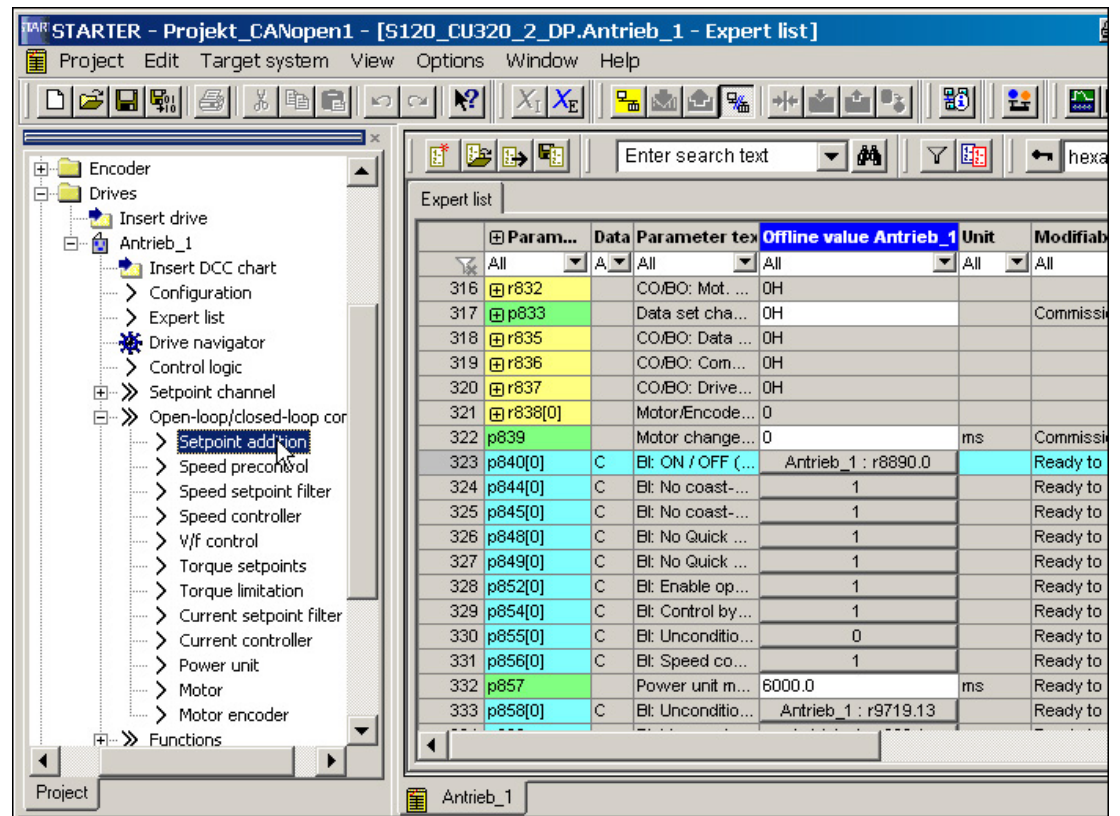 STARTER - Projekt_CANopen1 - [S120_CU320_2_DP.Antrieb_1 - Expert list]
Project Edit Target system View Options Window Help
Encoder
Drives
Insert drive
Antrieb_1
Insert DCC chart
Configuration
Expert list
Drive navigator
Control logic
Setpoint channel
Open-loop/closed-loop cor
Setpoint addition
Speed precontrol
Speed setpoint filter
Speed controller
V/f control
Torque setpoints
Torque limitation
Current setpoint filter
Current controller
Power unit
Motor
Motor encoder
Functions
Project
Enter search text hexa
Expert list
Param... Data Parameter tex Offline value Antrieb_1 Unit Modifiab
All A All All All All
316 r832 CO/BO: Mot. ... 0H
317 p833 Data set cha... 0H Commissi
318 r835 CO/BO: Data ... 0H
319 r836 CO/BO: Com... 0H
320 r837 CO/BO: Drive... 0H
321 r838[0] Motor/Encode... 0
322 p839 Motor change... 0 ms Commissi
323 p840[0] C BI: ON / OFF (... Antrieb_1 : r8890.0 Ready to
324 p844[0] C BI: No coast-... 1 Ready to
325 p845[0] C BI: No coast-... 1 Ready to
326 p848[0] C BI: No Quick ... 1 Ready to
327 p849[0] C BI: No Quick ... 1 Ready to
328 p852[0] C BI: Enable op... 1 Ready to
329 p854[0] C BI: Control by... 1 Ready to
330 p855[0] C BI: Unconditio... 0 Ready to
331 p856[0] C BI: Speed co... 1 Ready to
332 p857 Power unit m... 6000.0 ms Ready to
333 p858[0] C BI: Unconditio... Antrieb_1 : r9719.13 Ready to
Antrieb_1